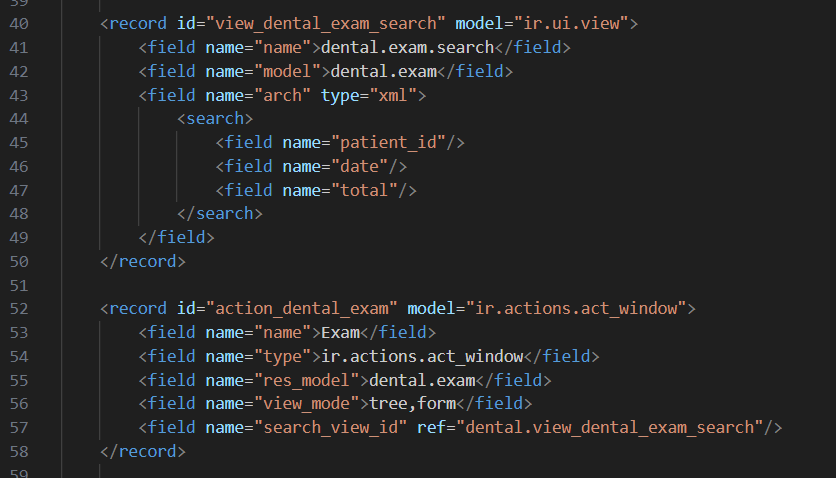 39
40 <record id="view_dental_exam_search" model="ir.ui.view">
41 <field name="name">dental.exam.search</field>
42 <field name="model">dental.exam</field>
43 <field name="arch" type="xml">
44 <search>
45 <field name="patient_id"/>
46 <field name="date"/>
47 <field name="total"/>
48 </search>
49 </field>
50 </record>
51
52 <record id="action_dental_exam" model="ir.actions.act_window">
53 <field name="name">Exam</field>
54 <field name="type">ir.actions.act_window</field>
55 <field name="res_model">dental.exam</field>
56 <field name="view_mode">tree,form</field>
57 <field name="search_view_id" ref="dental.view_dental_exam_search"/>
58 </record>
59